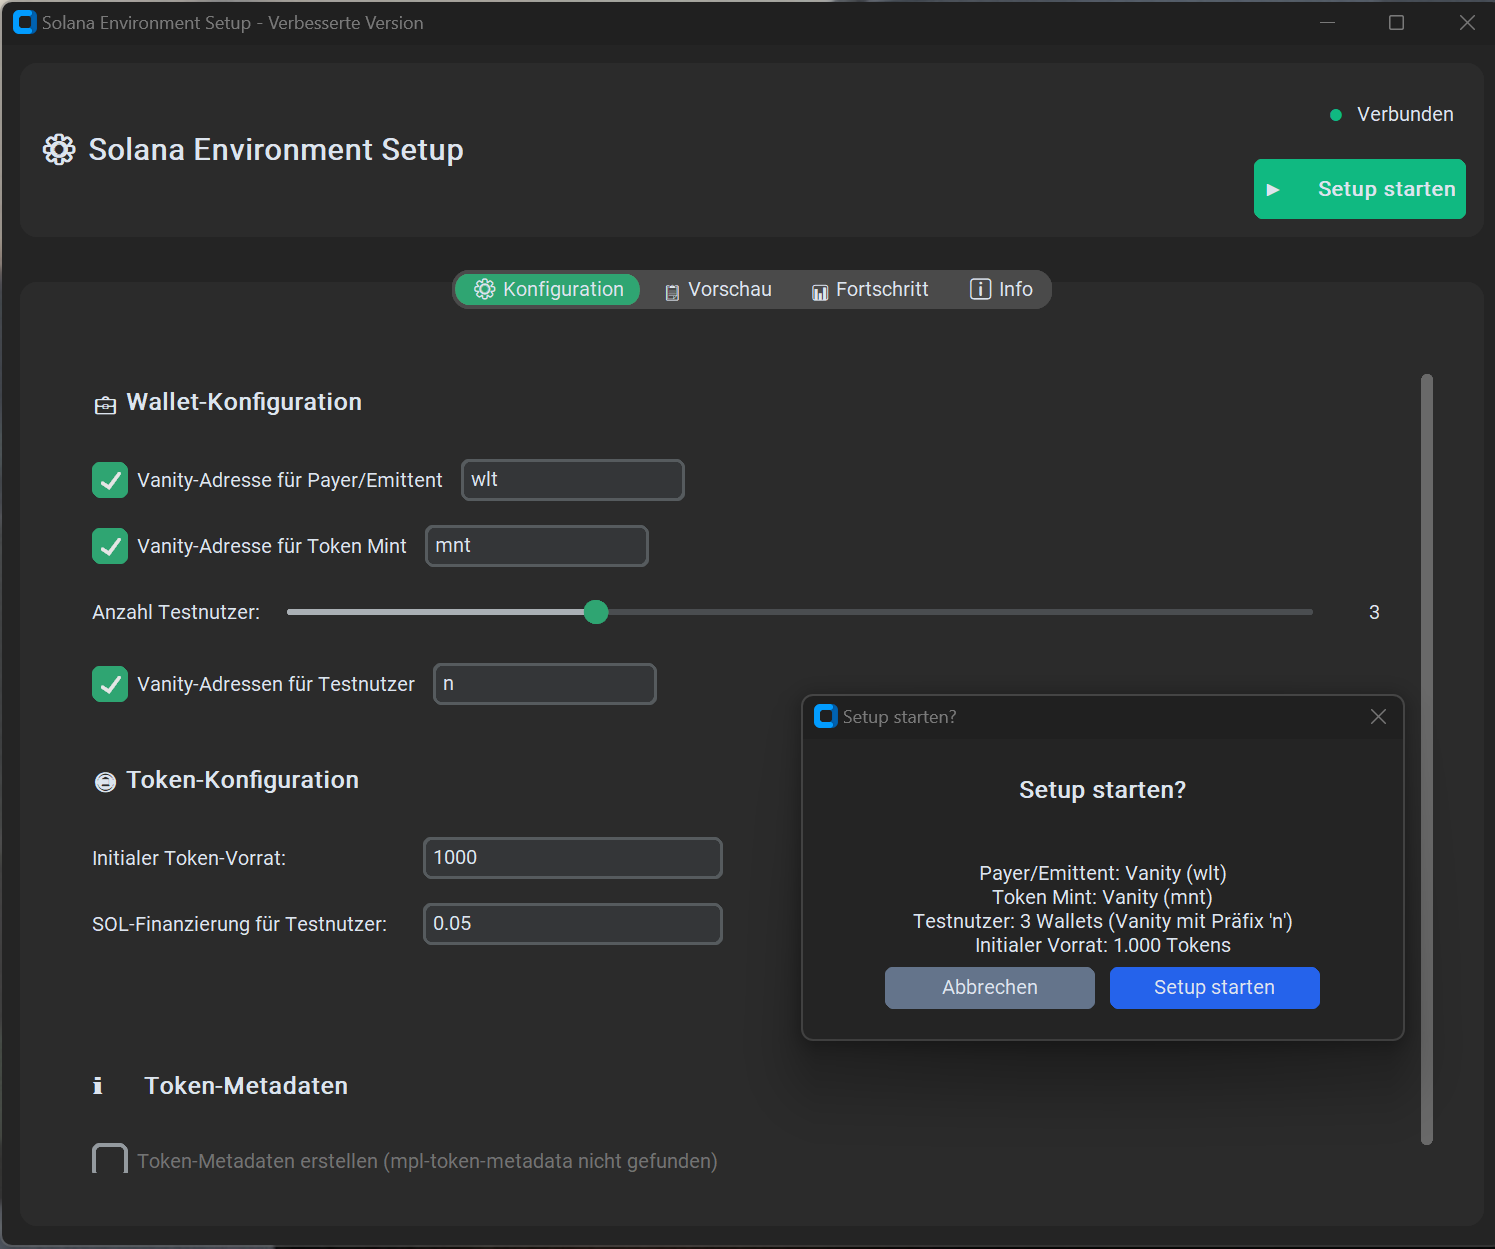 Solana Environment Setup - Verbesserte Version
Verbunden
Solana Environment Setup
Setup starten
Konfiguration
Vorschau
Fortschritt
Info
Wallet-Konfiguration
Vanity-Adresse für Payer/Emittent
wlt
Vanity-Adresse für Token Mint
mnt
Anzahl Testnutzer:
3
Vanity-Adressen für Testnutzer
n
Token-Konfiguration
Initialer Token-Vorrat:
1000
SOL-Finanzierung für Testnutzer:
0.05
Token-Metadaten
Token-Metadaten erstellen (mpl-token-metadata nicht gefunden)
Setup starten?
Setup starten?
Payer/Emittent: Vanity (wlt)
Token Mint: Vanity (mnt)
Testnutzer: 3 Wallets (Vanity mit Präfix 'n')
Initialer Vorrat: 1.000 Tokens
Abbrechen
Setup starten